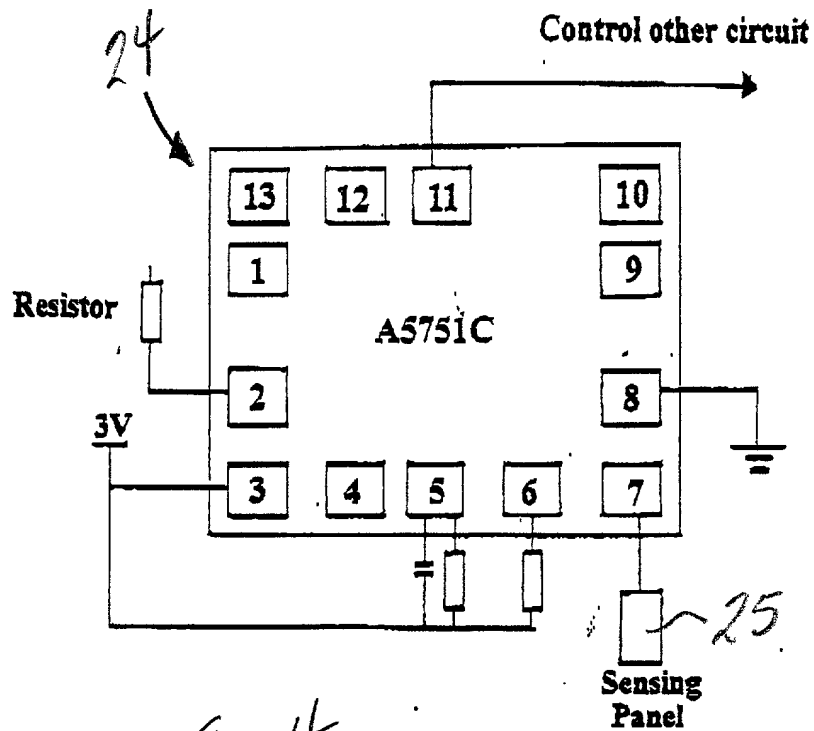 Control other circuit
24
13 12 11 10
1 9
A5751C
Resistor
2 8
3V
3 4 5 6 7
25
Sensing
Panel